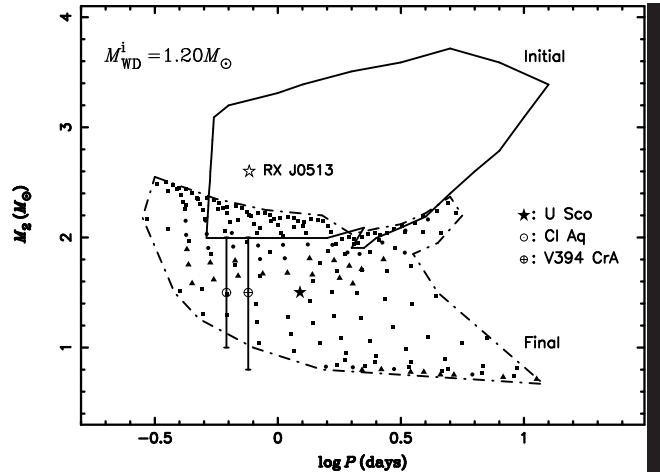 4
3
2
1
M₂ (M⊙)
M^i_WD = 1.20M⊙
Initial
RX J0513
★: U Sco
⊙: CI Aq
⊕: V394 CrA
Final
−0.5 0 0.5 1
log P (days)